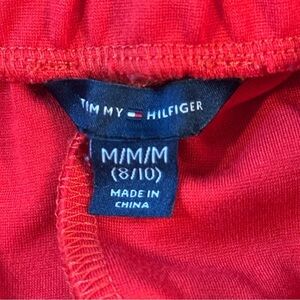 TIMMY HILFIGER
M/M/M
(8/10)
MADE IN
CHINA